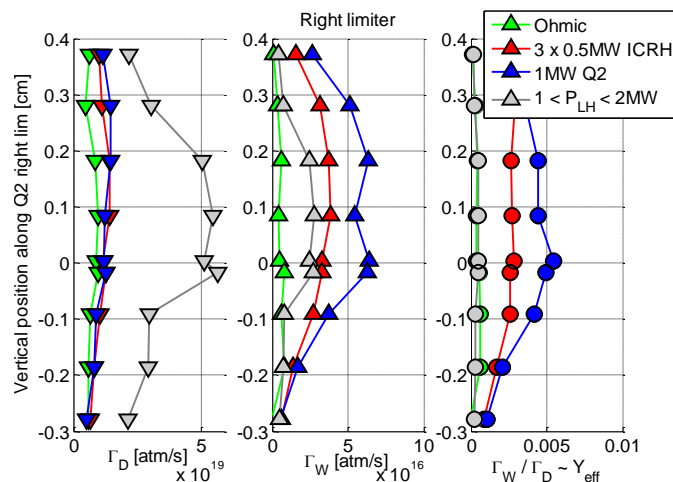 Right limiter
Ohmic
3 x 0.5MW ICRH
1MW Q2
1 < P_LH < 2MW
Vertical position along Q2 right lim [cm]
0.4
0.3
0.2
0.1
0
-0.1
0.2
-0.3
0 5
Γ_D [atm/s]
x 10^19
0.4
0.3
0.2
0.1
0
-0.1
0.2
-0.3
0 5 10
Γ_W [atm/s]
x 10^16
0.4
0.3
0.2
0.1
0
-0.1
0.2
-0.3
0 0.005 0.01
Γ_W / Γ_D ~ Y_eff